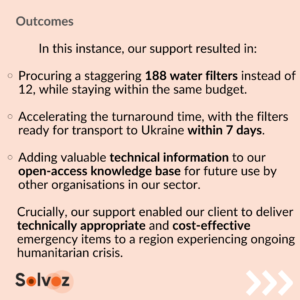 Outcomes
In this instance, our support resulted in:
Procuring a staggering 188 water filters instead of
12, while staying within the same budget.
Accelerating the turnaround time, with the filters
ready for transport to Ukraine within 7 days.
Adding valuable technical information to our
open-access knowledge base for future use by
other organisations in our sector.
Crucially, our support enabled our client to deliver
technically appropriate and cost-effective
emergency items to a region experiencing ongoing
humanitarian crisis.
Solvoz